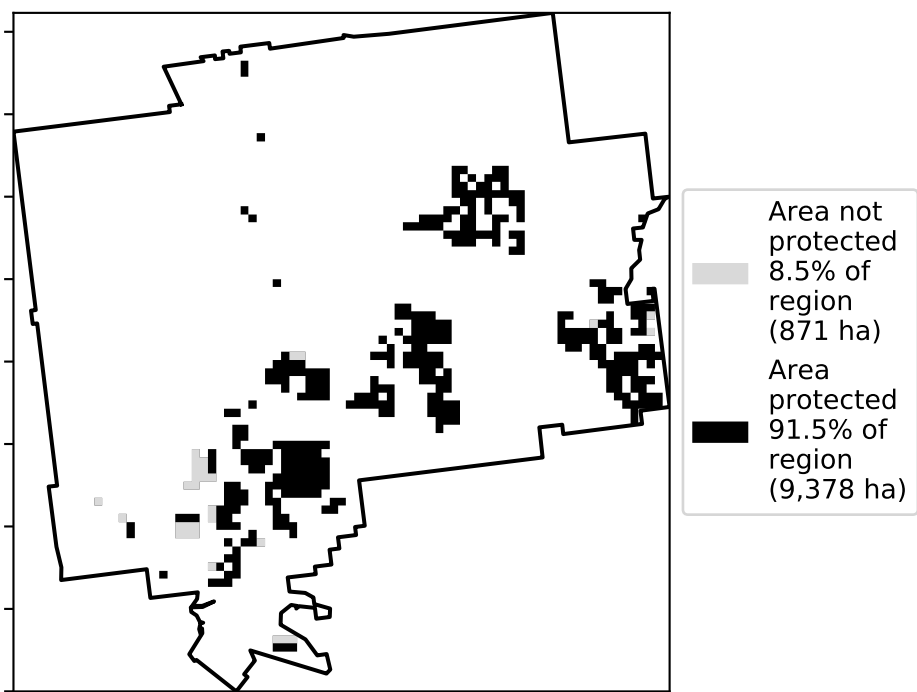 Area not
protected
8.5% of
region
(871 ha)
Area
protected
91.5% of
region
(9,378 ha)